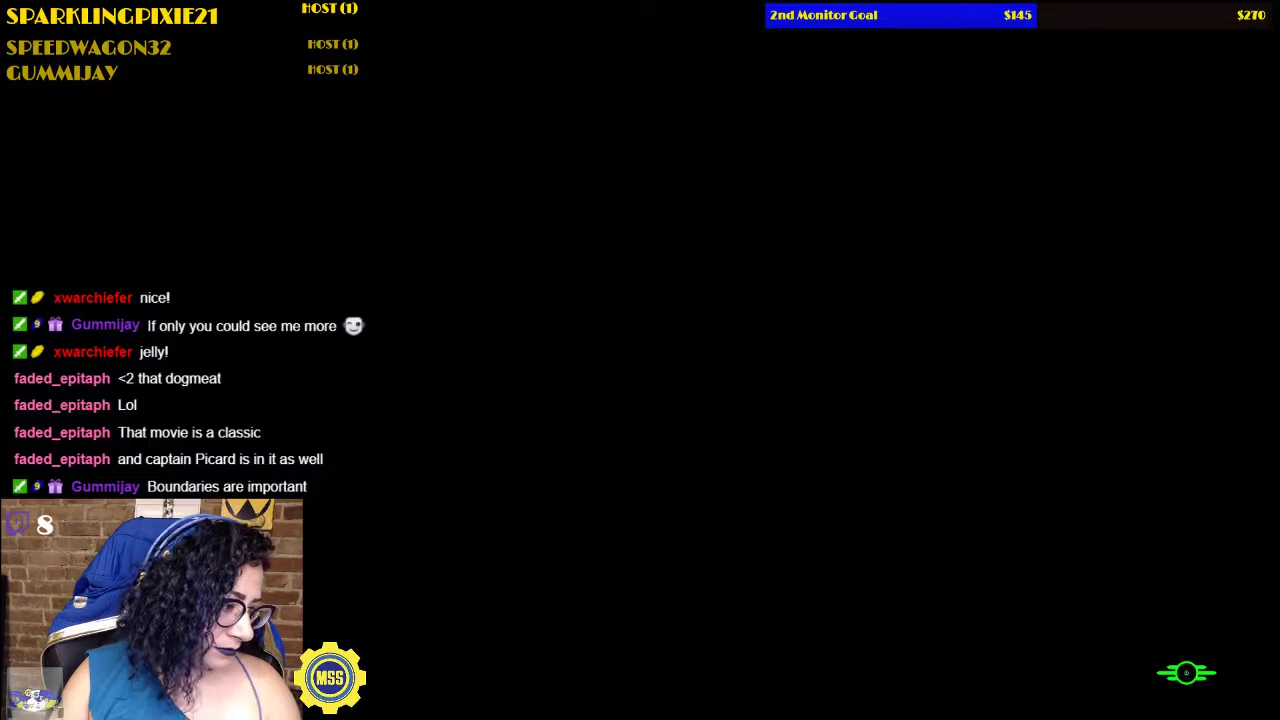 SPARKLINGPIXIE21 HOST (1)
SPEEDWAGON32 HOST (1)
GUMMIJAY HOST (1)
2nd Monitor Goal $145 $270
xwarchiefer nice!
9 Gummijay If only you could see me more
xwarchiefer jelly!
faded_epitaph <2 that dogmeat
faded_epitaph Lol
faded_epitaph That movie is a classic
faded_epitaph and captain Picard is in it as well
9 Gummijay Boundaries are important
8
MSS